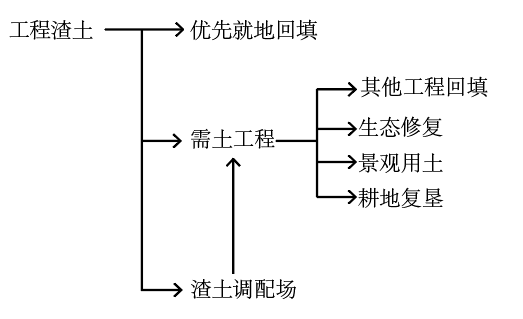 工程渣土
优先就地回填
其他工程回填
生态修复
需土工程
景观用土
耕地复垦
渣土调配场